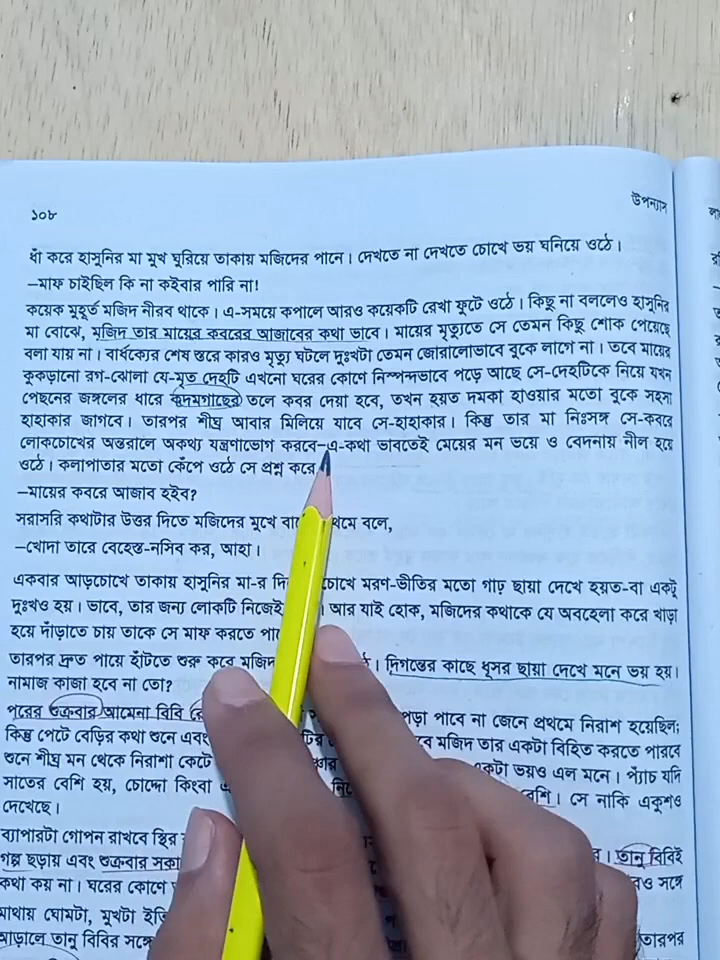 ১০৮
উপন্যাস
ধাঁ করে হাসুনির মা মুখ ঘুরিয়ে তাকায় মজিদের পানে। দেখতে না দেখতে চোখে ভয় ঘনিয়ে ওঠে।
–মাফ চাইছিল কি না কইবার পারি না!
কয়েক মুহূর্ত মজিদ নীরব থাকে। এ-সময়ে কপালে আরও কয়েকটি রেখা ফুটে ওঠে। কিছু না বললেও হাসুনির
মা বোঝে, মজিদ তার মায়ের কবরের আজাবের কথা ভাবে। মায়ের মৃত্যুতে সে তেমন কিছু শোক পেয়েছে
বলা যায় না। বার্ধক্যের শেষ স্তরে কারও মৃত্যু ঘটলে দুঃখটা তেমন জোরালোভাবে বুকে লাগে না। তবে মায়ের
কুকড়ানো রগ-ঝোলা যে-মৃত দেহটি এখনো ঘরের কোণে নিস্পন্দভাবে পড়ে আছে সে-দেহটিকে নিয়ে যখন
পেছনের জঙ্গলের ধারে কদমগাছের তলে কবর দেয়া হবে, তখন হয়ত দমকা হাওয়ার মতো বুকে সহসা
হাহাকার জাগবে। তারপর শীঘ্র আবার মিলিয়ে যাবে সে-হাহাকার। কিন্তু তার মা নিঃসঙ্গ সে-কবরে
লোকচোখের অন্তরালে অকথ্য যন্ত্রণাভোগ করবে–এ-কথা ভাবতেই মেয়ের মন ভয়ে ও বেদনায় নীল হয়ে
ওঠে। কলাপাতার মতো কেঁপে ওঠে সে প্রশ্ন করে
–মায়ের কবরে আজাব হইব?
সরাসরি কথাটার উত্তর দিতে মজিদের মুখে থেমে বলে,
–খোদা তারে বেহেস্ত-নসিব কর, আহা।
একবার আড়চোখে তাকায় হাসুনির মা-র চোখে মরণ-ভীতির মতো গাঢ় ছায়া দেখে হয়ত-বা একটু
দুঃখও হয়। ভাবে, তার জন্য লোকটি নিজেই আর যাই হোক, মজিদের কথাকে যে অবহেলা করে খাড়া
হয়ে দাঁড়াতে চায় তাকে সে মাফ করতে
তারপর দ্রুত পায়ে হাঁটতে শুরু করে মজিদ দিগন্তের কাছে ধূসর ছায়া দেখে মনে ভয় হয়।
নামাজ কাজা হবে না তো?
পরের শুক্রবার আমেনা বিবি পাবে না জেনে প্রথমে নিরাশ হয়েছিল;
কিন্তু পেটে বেড়ির কথা শুনে এবং মজিদ তার একটা বিহিত করতে পারবে
শুনে শীঘ্র মন থেকে নিরাশা কেটে একটা ভয়ও এল মনে। প্যাঁচ যদি
সাতের বেশি হয়, চোদ্দো কিংবা বেশি। সে নাকি একুশও
দেখেছে।
ব্যাপারটা গোপন রাখবে স্থির তানু বিবিই
গল্প ছড়ায় এবং শুক্রবার
কথা কয় না। ঘরের কোণে সঙ্গে
মাথায় ঘোমটা, মুখটা
আড়ালে তানু বিবির সঙ্গে তারপর